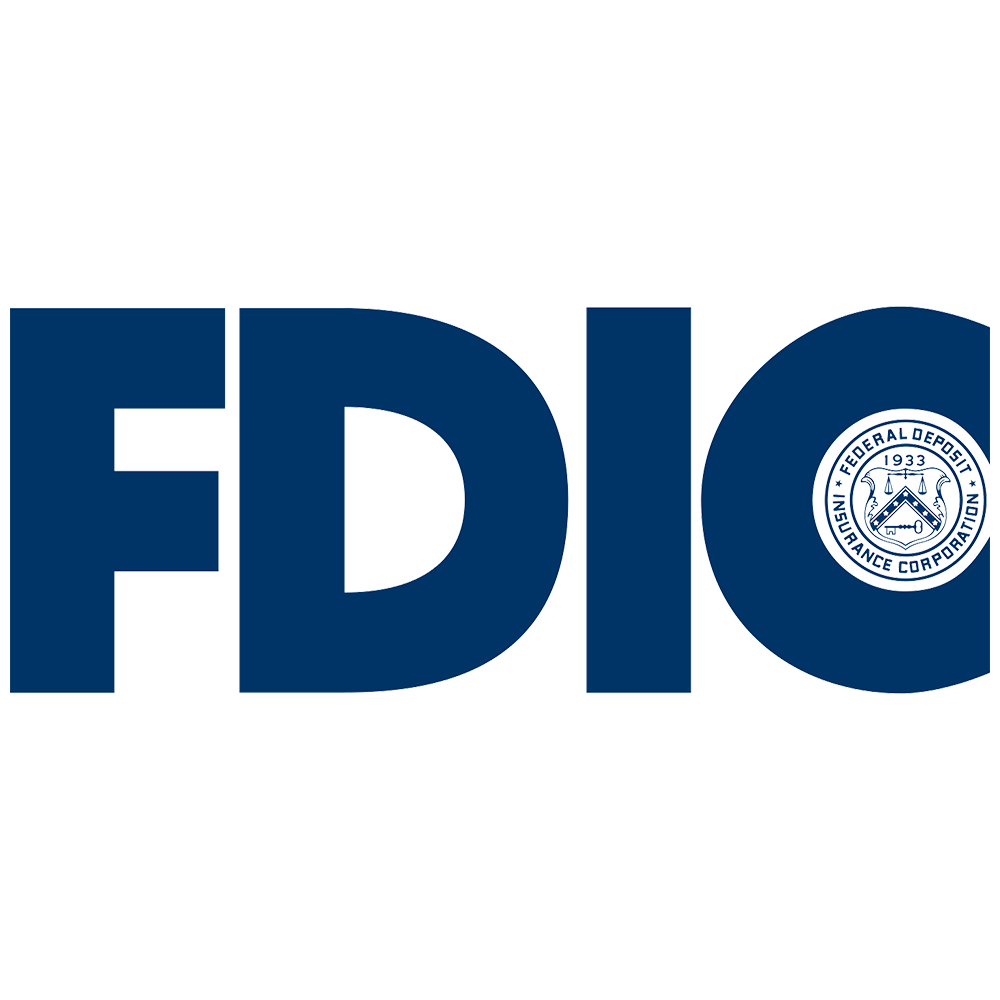 FDIC
FEDERAL DEPOSIT
1933
INSURANCE CORPORATION